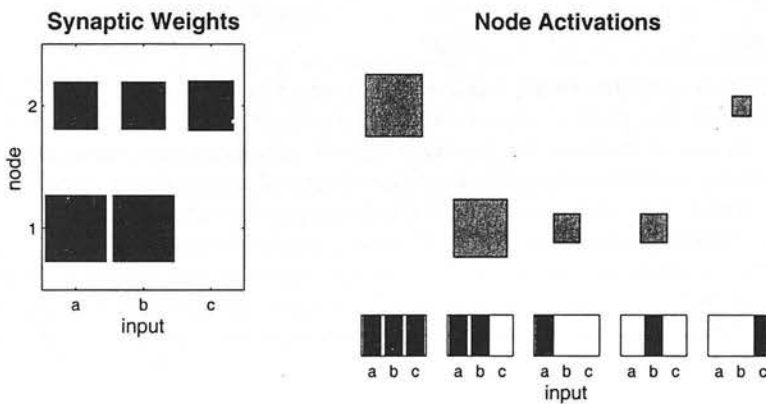 Synaptic Weights
Node Activations
2
node
1
a b c
input
a b c a b c a b c a b c a b c
input